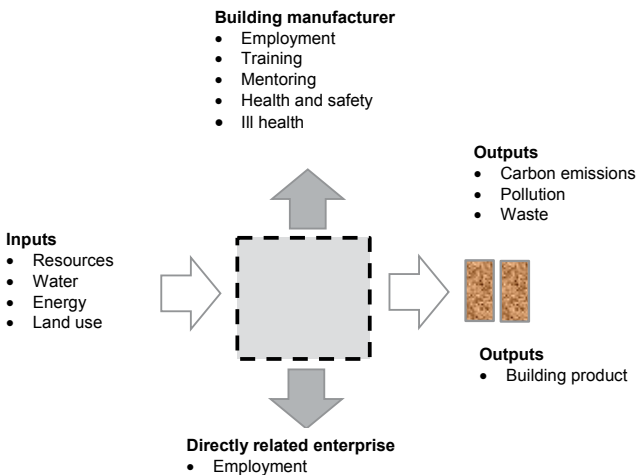 Building manufacturer
• Employment
• Training
• Mentoring
• Health and safety
• Ill health
Outputs
• Carbon emissions
• Pollution
• Waste
Inputs
• Resources
• Water
• Energy
• Land use
Outputs
• Building product
Directly related enterprise
• Employment